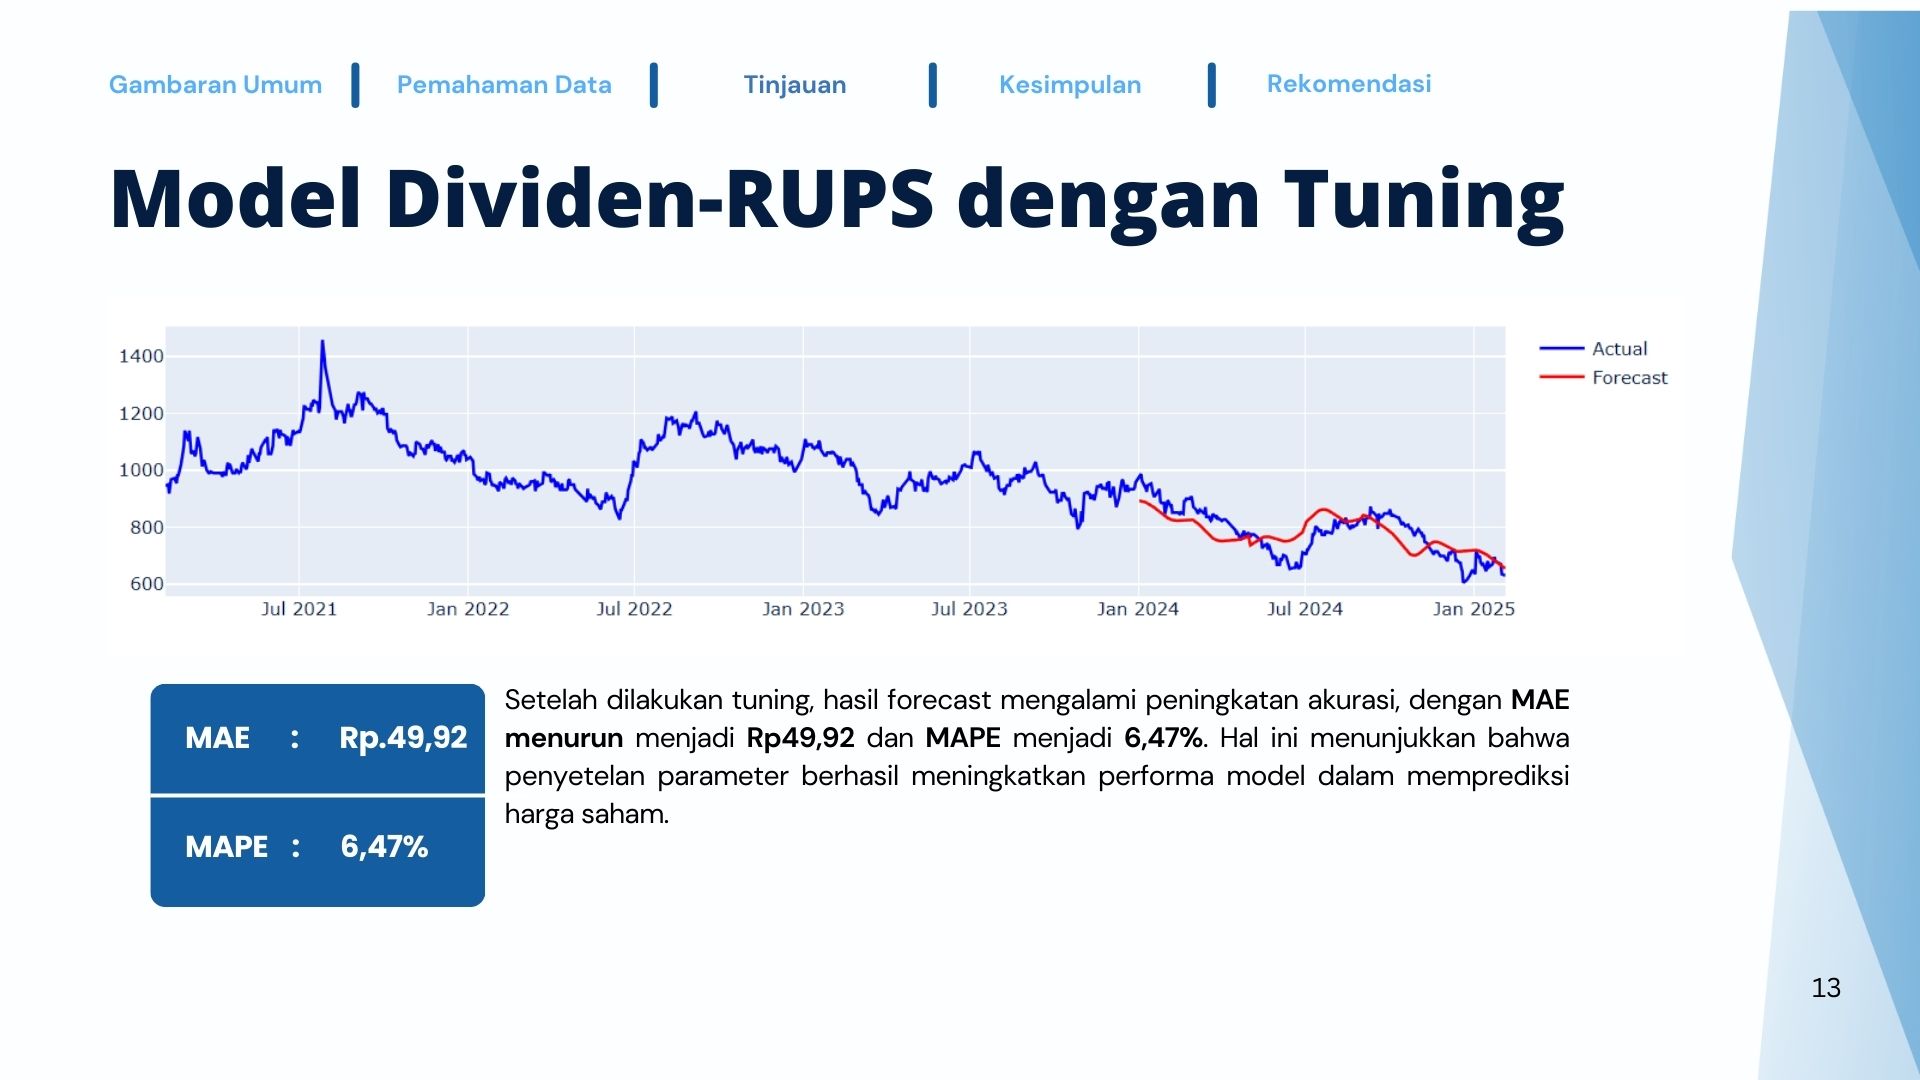 Gambaran Umum
Pemahaman Data
Tinjauan
Kesimpulan
Rekomendasi
Model Dividen-RUPS dengan Tuning
1400
1200
1000
800
600
Jul 2021
Jan 2022
Jul 2022
Jan 2023
Jul 2023
Jan 2024
Jul 2024
Jan 2025
Actual
Forecast
MAE : Rp.49,92
MAPE : 6,47%
Setelah dilakukan tuning, hasil forecast mengalami peningkatan akurasi, dengan MAE
menurun menjadi Rp49,92 dan MAPE menjadi 6,47%. Hal ini menunjukkan bahwa
penyetelan parameter berhasil meningkatkan performa model dalam memprediksi
harga saham.
13